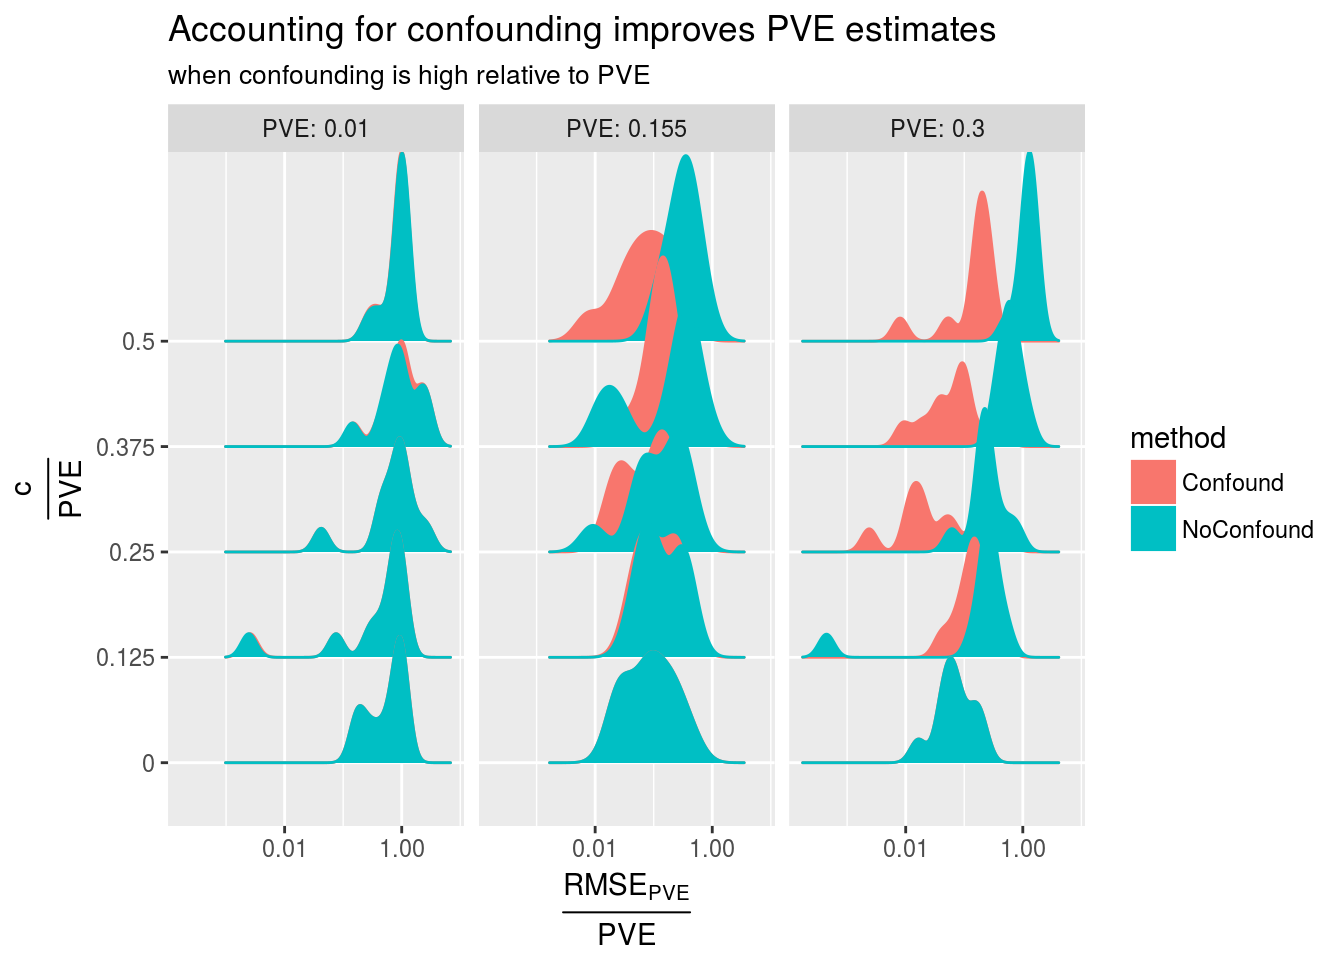 Accounting for confounding improves PVE estimates
when confounding is high relative to PVE
PVE: 0.01
PVE: 0.155
PVE: 0.3
c
PVE
0.5
0.375
0.25
0.125
0
0.01
1.00
0.01
1.00
0.01
1.00
RMSE_PVE
PVE
method
Confound
NoConfound